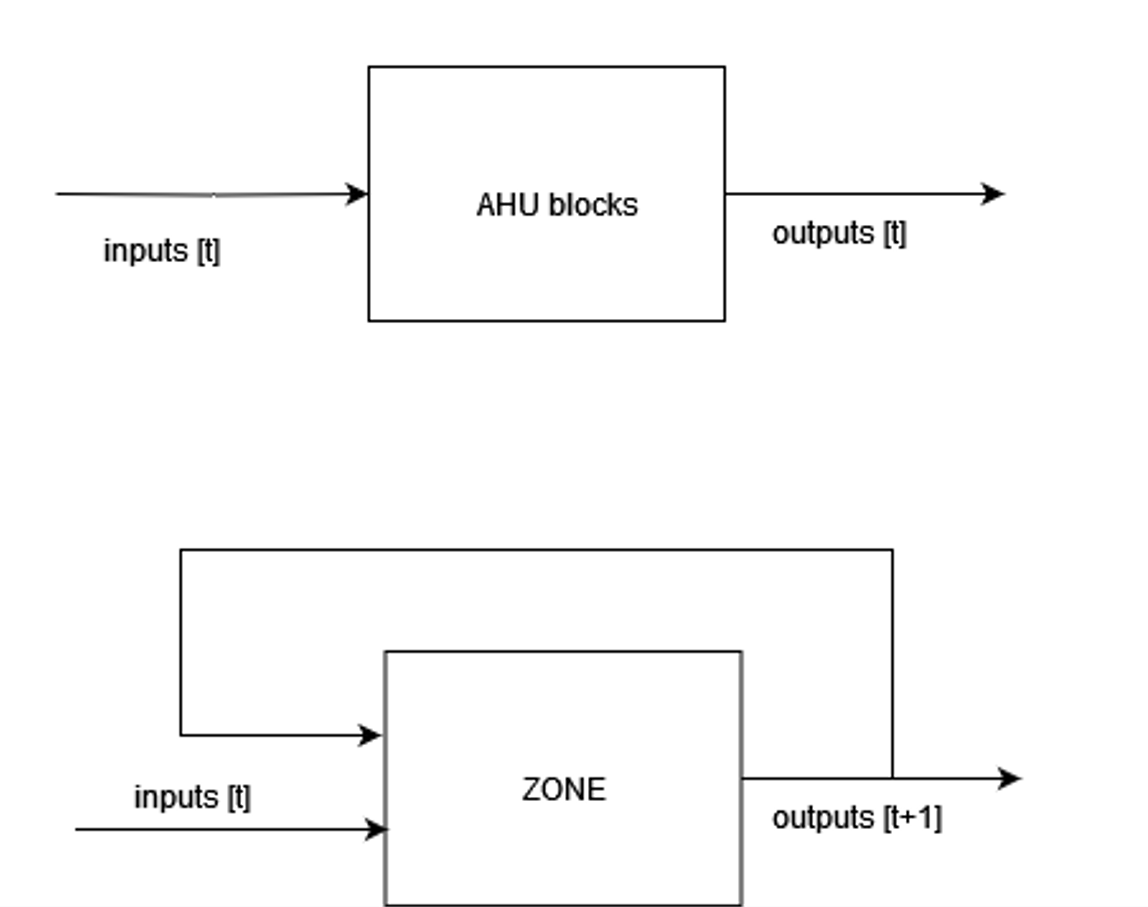 AHU blocks
inputs [t]
outputs [t]
inputs [t]
ZONE
outputs [t+1]